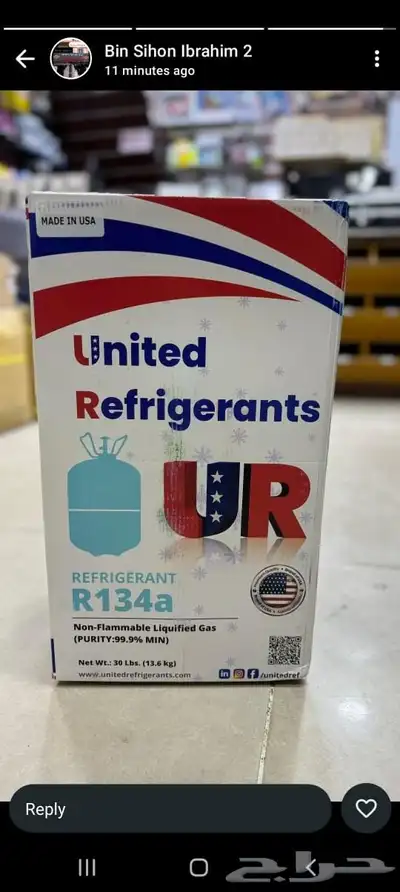 Bin Sihon Ibrahim 2
11 minutes ago
MADE IN USA
United
Refrigerants
UR
REFRIGERANT
R134a
Non-Flammable Liquified Gas
(PURITY:99.9% MIN)
Net Wt.: 30 Lbs. (13.6 kg)
www.unitedrefrigerants.com
in f /unitedref
Reply
حراج